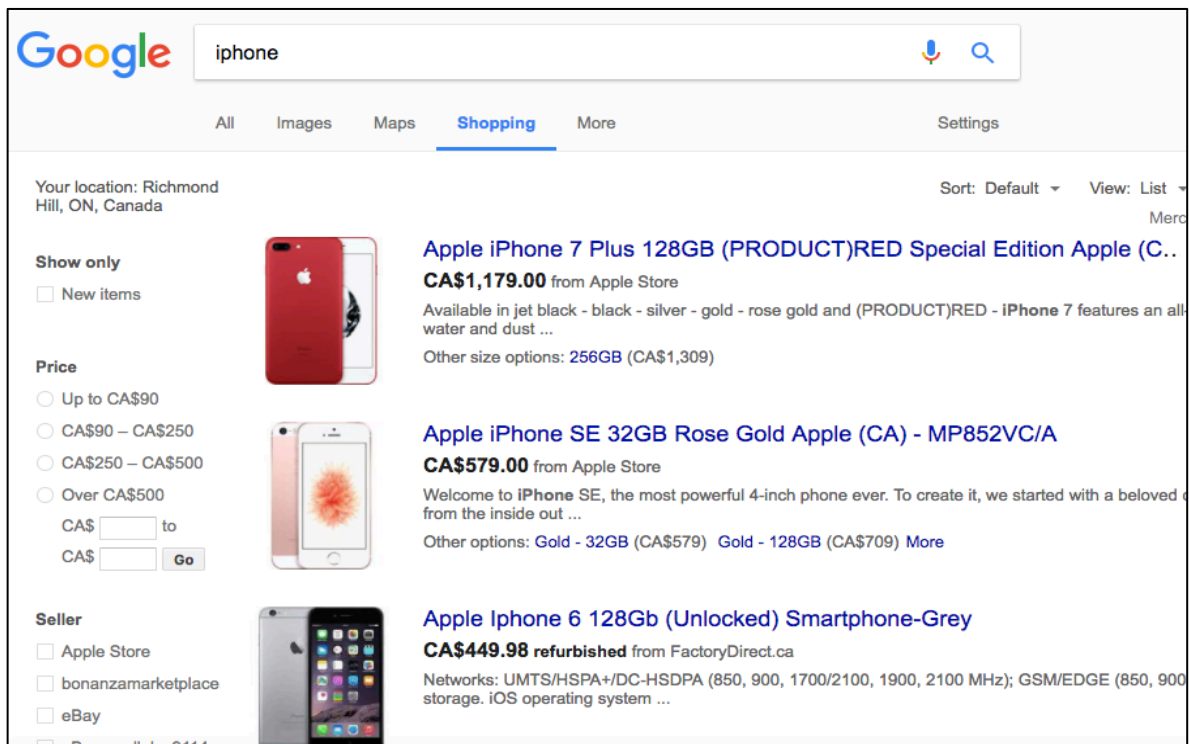 Google
iphone
All Images Maps Shopping More Settings
Your location: Richmond
Hill, ON, Canada
Sort: Default View: List
Merc
Show only
New items
Price
Up to CA$90
CA$90 – CA$250
CA$250 – CA$500
Over CA$500
CA$ to
CA$ Go
Seller
Apple Store
bonanzamarketplace
eBay
Apple iPhone 7 Plus 128GB (PRODUCT)RED Special Edition Apple (C..
CA$1,179.00 from Apple Store
Available in jet black - black - silver - gold - rose gold and (PRODUCT)RED - iPhone 7 features an all-
water and dust ...
Other size options: 256GB (CA$1,309)
Apple iPhone SE 32GB Rose Gold Apple (CA) - MP852VC/A
CA$579.00 from Apple Store
Welcome to iPhone SE, the most powerful 4-inch phone ever. To create it, we started with a beloved
from the inside out ...
Other options: Gold - 32GB (CA$579) Gold - 128GB (CA$709) More
Apple Iphone 6 128Gb (Unlocked) Smartphone-Grey
CA$449.98 refurbished from FactoryDirect.ca
Networks: UMTS/HSPA+/DC-HSDPA (850, 900, 1700/2100, 1900, 2100 MHz); GSM/EDGE (850, 900
storage. iOS operating system ...